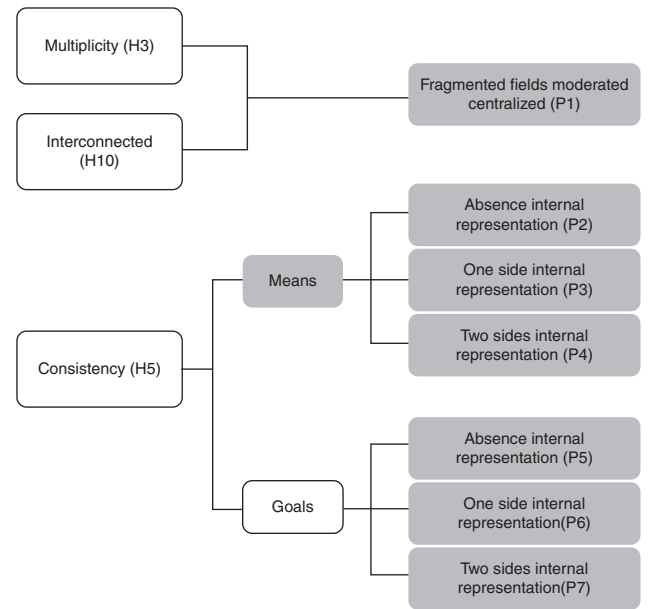 Multiplicity (H3)
Fragmented fields moderated
centralized (P1)
Interconnected
(H10)
Absence internal
representation (P2)
Means
One side internal
representation (P3)
Two sides internal
representation (P4)
Consistency (H5)
Absence internal
representation (P5)
Goals
One side internal
representation(P6)
Two sides internal
representation(P7)